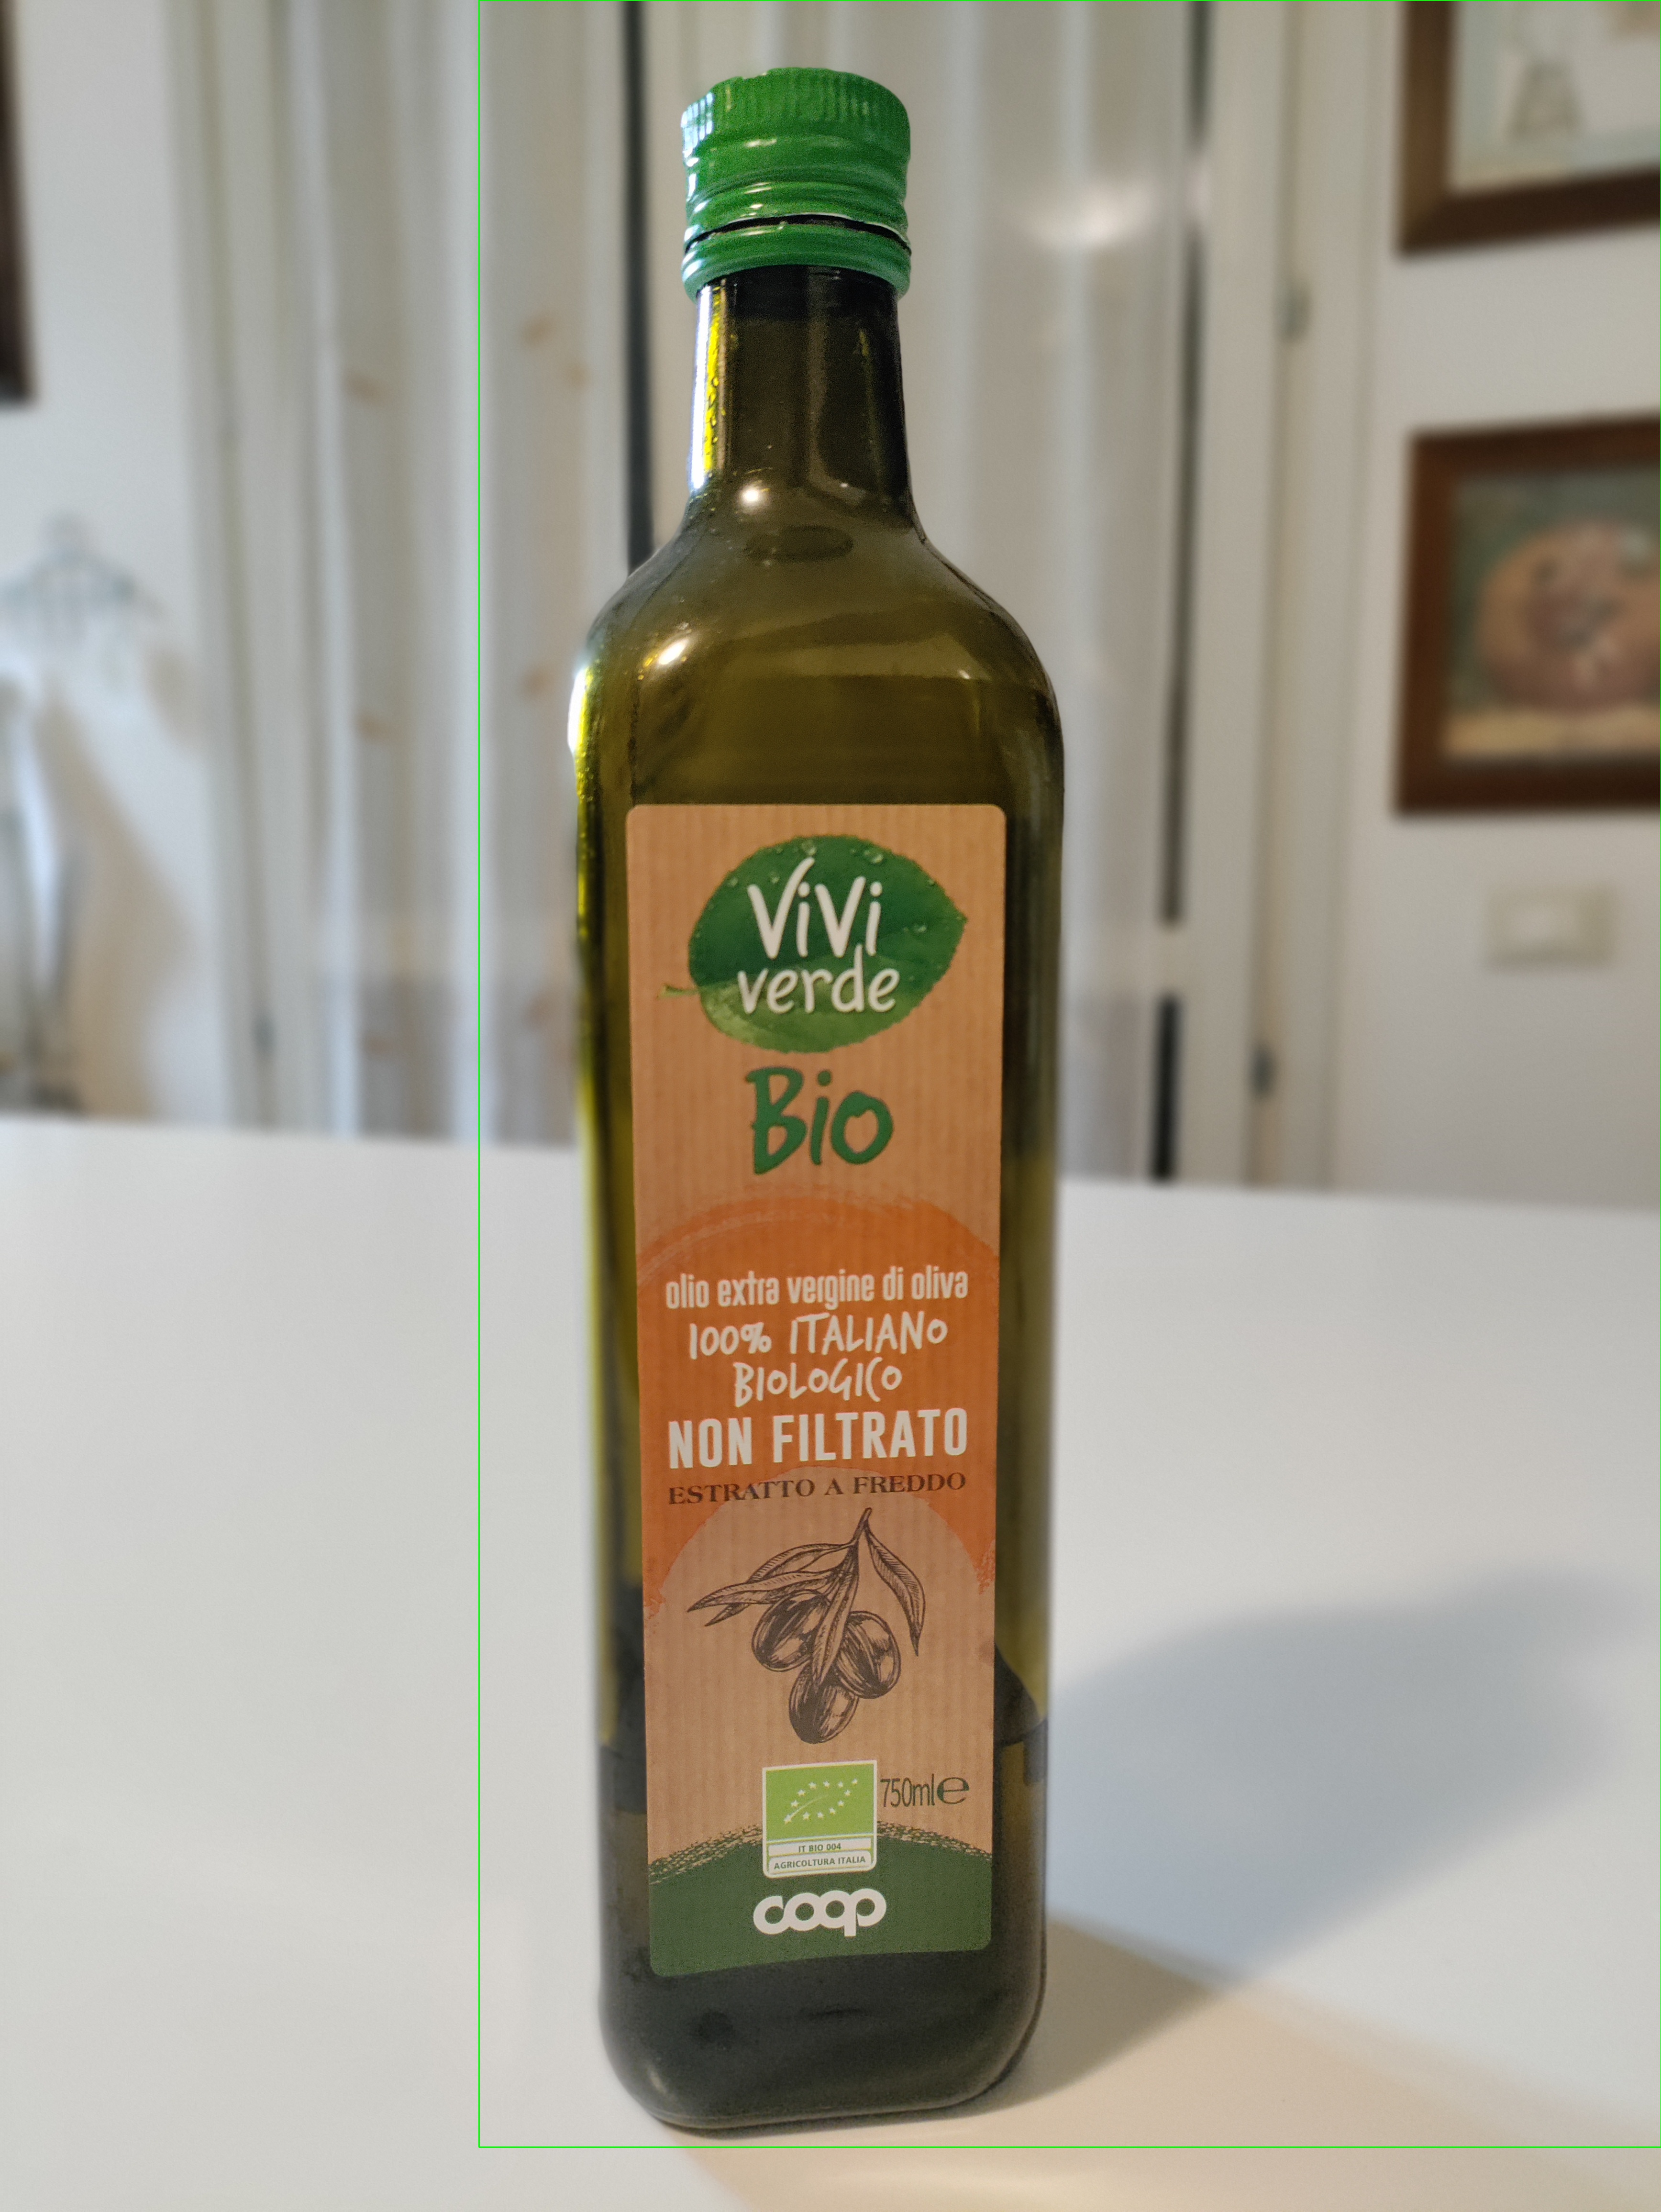 ViVi
verde
Bio
olio extra vergine di oliva
100% ITALIANO
BIOLOGICO
NON FILTRATO
ESTRATTO A FREDDO
750ml e
IT BIO 004
AGRICOLTURA ITALIA
coop